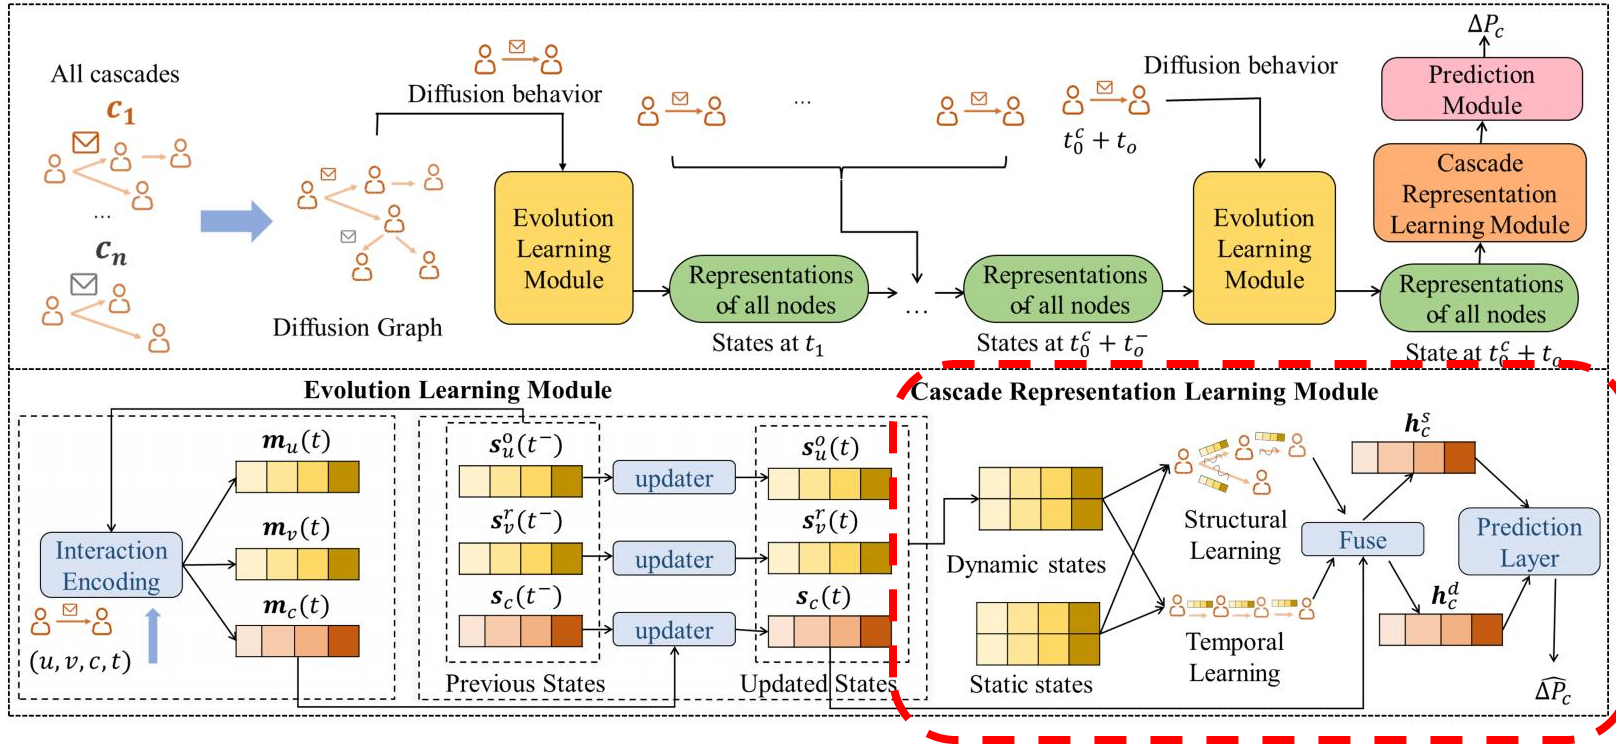 All cascades
c_1
...
c_n
Diffusion Graph
Diffusion behavior
...
t_0^c + t_o
Diffusion behavior
Evolution
Learning
Module
Representations
of all nodes
States at t_1
...
Representations
of all nodes
States at t_0^c + t_o^-
Evolution
Learning
Module
ΔP_c
Prediction
Module
Cascade
Representation
Learning Module
Representations
of all nodes
State at t_0^c + t_o
Evolution Learning Module
Interaction
Encoding
(u, v, c, t)
m_u(t)
m_v(t)
m_c(t)
s_u^o(t^-)
s_v^r(t^-)
s_c(t^-)
Previous States
updater
updater
updater
s_u^o(t)
s_v^r(t)
s_c(t)
Updated States
Cascade Representation Learning Module
Dynamic states
Static states
Structural
Learning
Temporal
Learning
Fuse
h_c^s
h_c^d
Prediction
Layer
\widehat{ΔP}_c